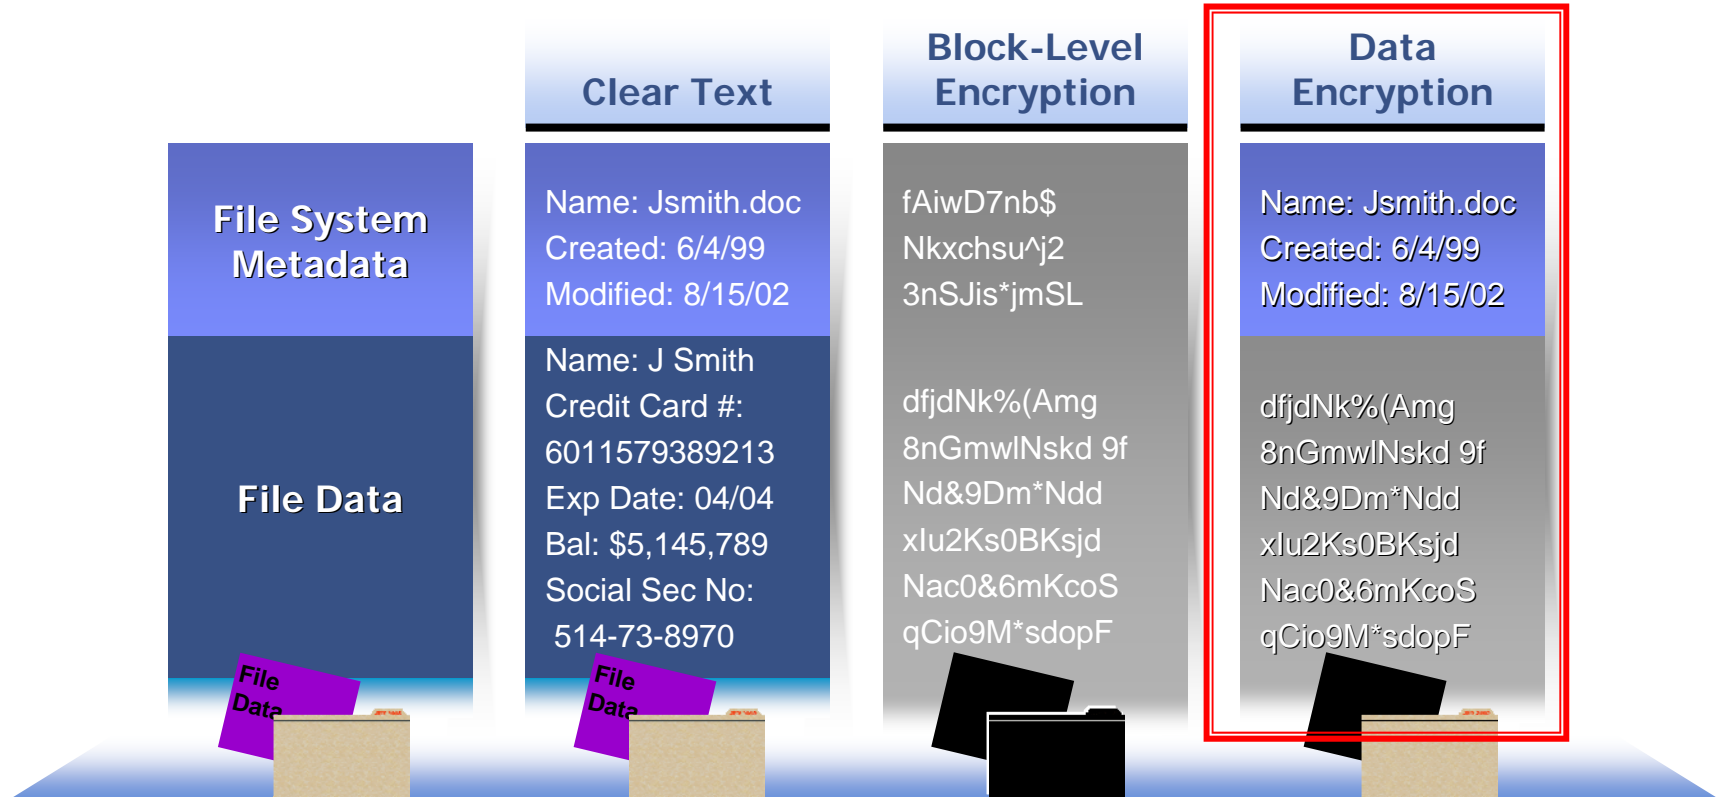 Clear Text
Block-Level
Encryption
Data
Encryption
File System
Metadata
Name: Jsmith.doc
Created: 6/4/99
Modified: 8/15/02
fAiwD7nb$
Nkxchsu^j2
3nSJis*jmSL
Name: Jsmith.doc
Created: 6/4/99
Modified: 8/15/02
File Data
Name: J Smith
Credit Card #:
6011579389213
Exp Date: 04/04
Bal: $5,145,789
Social Sec No:
514-73-8970
dfjdNk%(Amg
8nGmwlNskd 9f
Nd&9Dm*Ndd
xIu2Ks0BKsjd
Nac0&6mKcoS
qCio9M*sdopF
dfjdNk%(Amg
8nGmwlNskd 9f
Nd&9Dm*Ndd
xIu2Ks0BKsjd
Nac0&6mKcoS
qCio9M*sdopF
File
Data
File
Data